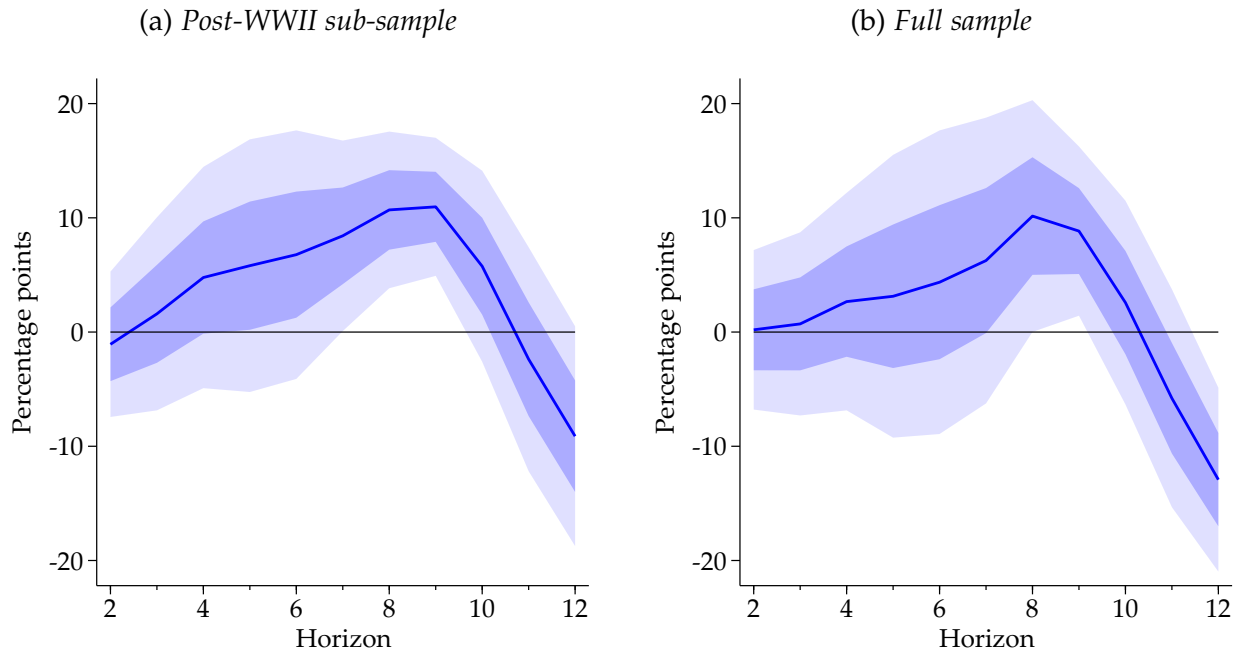 (a) Post-WWII sub-sample
Percentage points
20
10
0
-10
-20
2 4 6 8 10 12
Horizon
(b) Full sample
Percentage points
20
10
0
-10
-20
2 4 6 8 10 12
Horizon